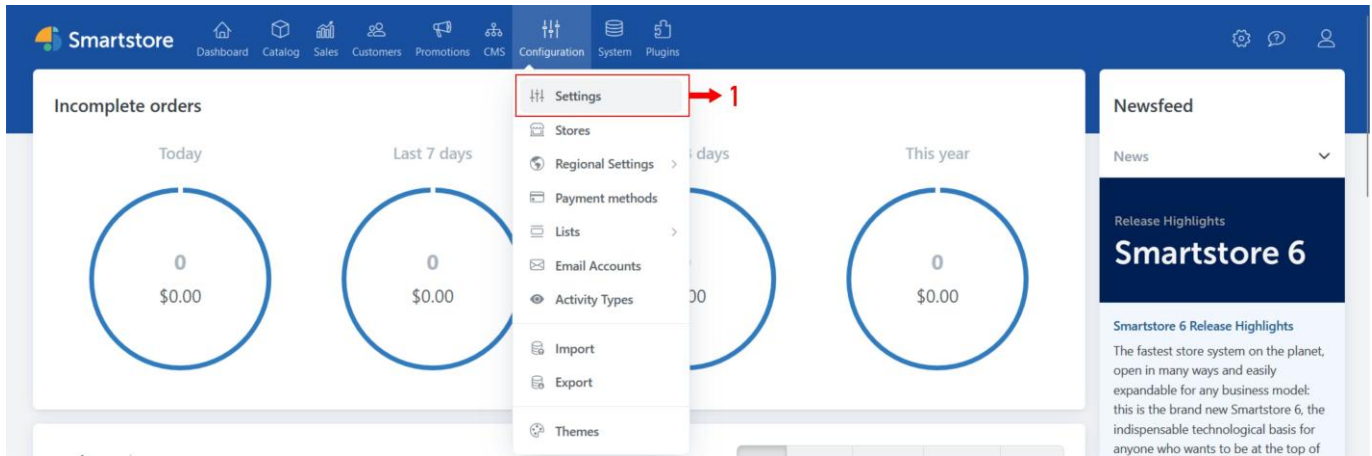 Smartstore
Dashboard Catalog Sales Customers Promotions CMS Configuration System Plugins
Incomplete orders
Today
0
$0.00
Last 7 days
0
$0.00
days
00
This year
0
$0.00
Settings
1
Stores
Regional Settings
Payment methods
Lists
Email Accounts
Activity Types
Import
Export
Themes
Newsfeed
News
Release Highlights
Smartstore 6
Smartstore 6 Release Highlights
The fastest store system on the planet,
open in many ways and easily
expandable for any business model:
this is the brand new Smartstore 6, the
indispensable technological basis for
anyone who wants to be at the top of